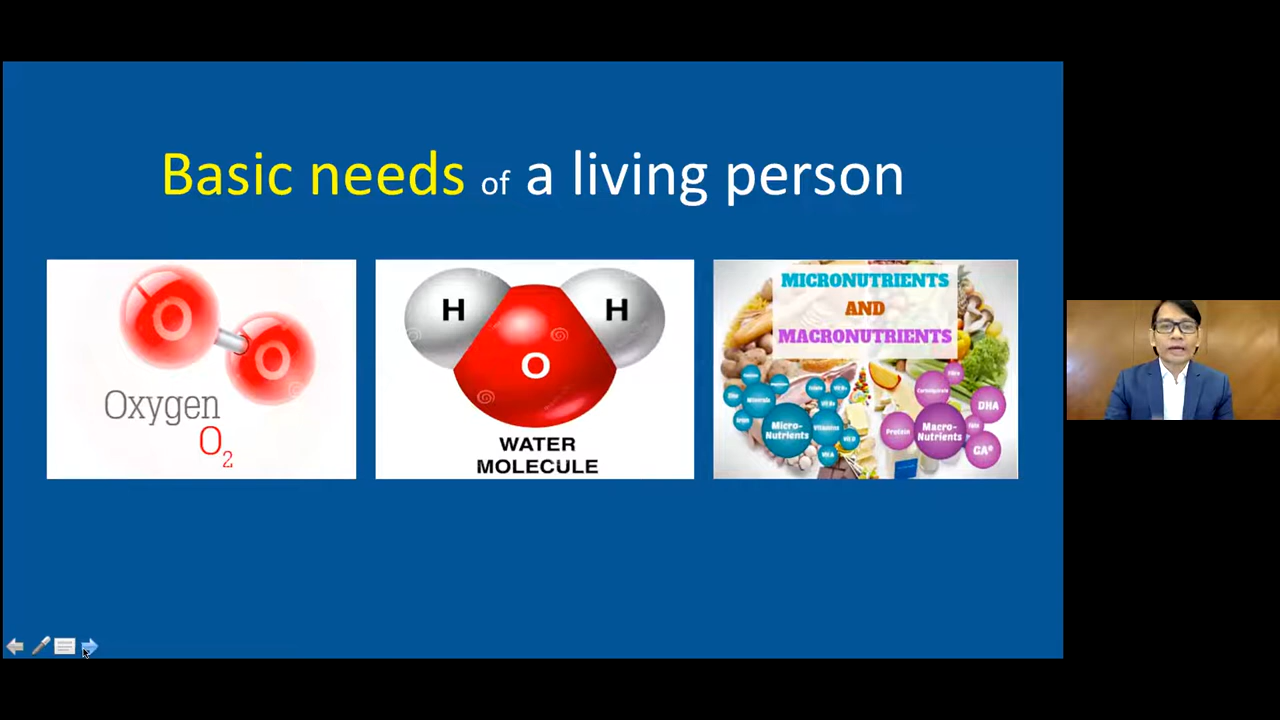 Basic needs of a living person
O
O
Oxygen
O2
H
H
O
WATER
MOLECULE
MICRONUTRIENTS
AND
MACRONUTRIENTS
Minerals
Micro-
Nutrients
Vitamins
Protein
Macro-
Nutrients
DHA